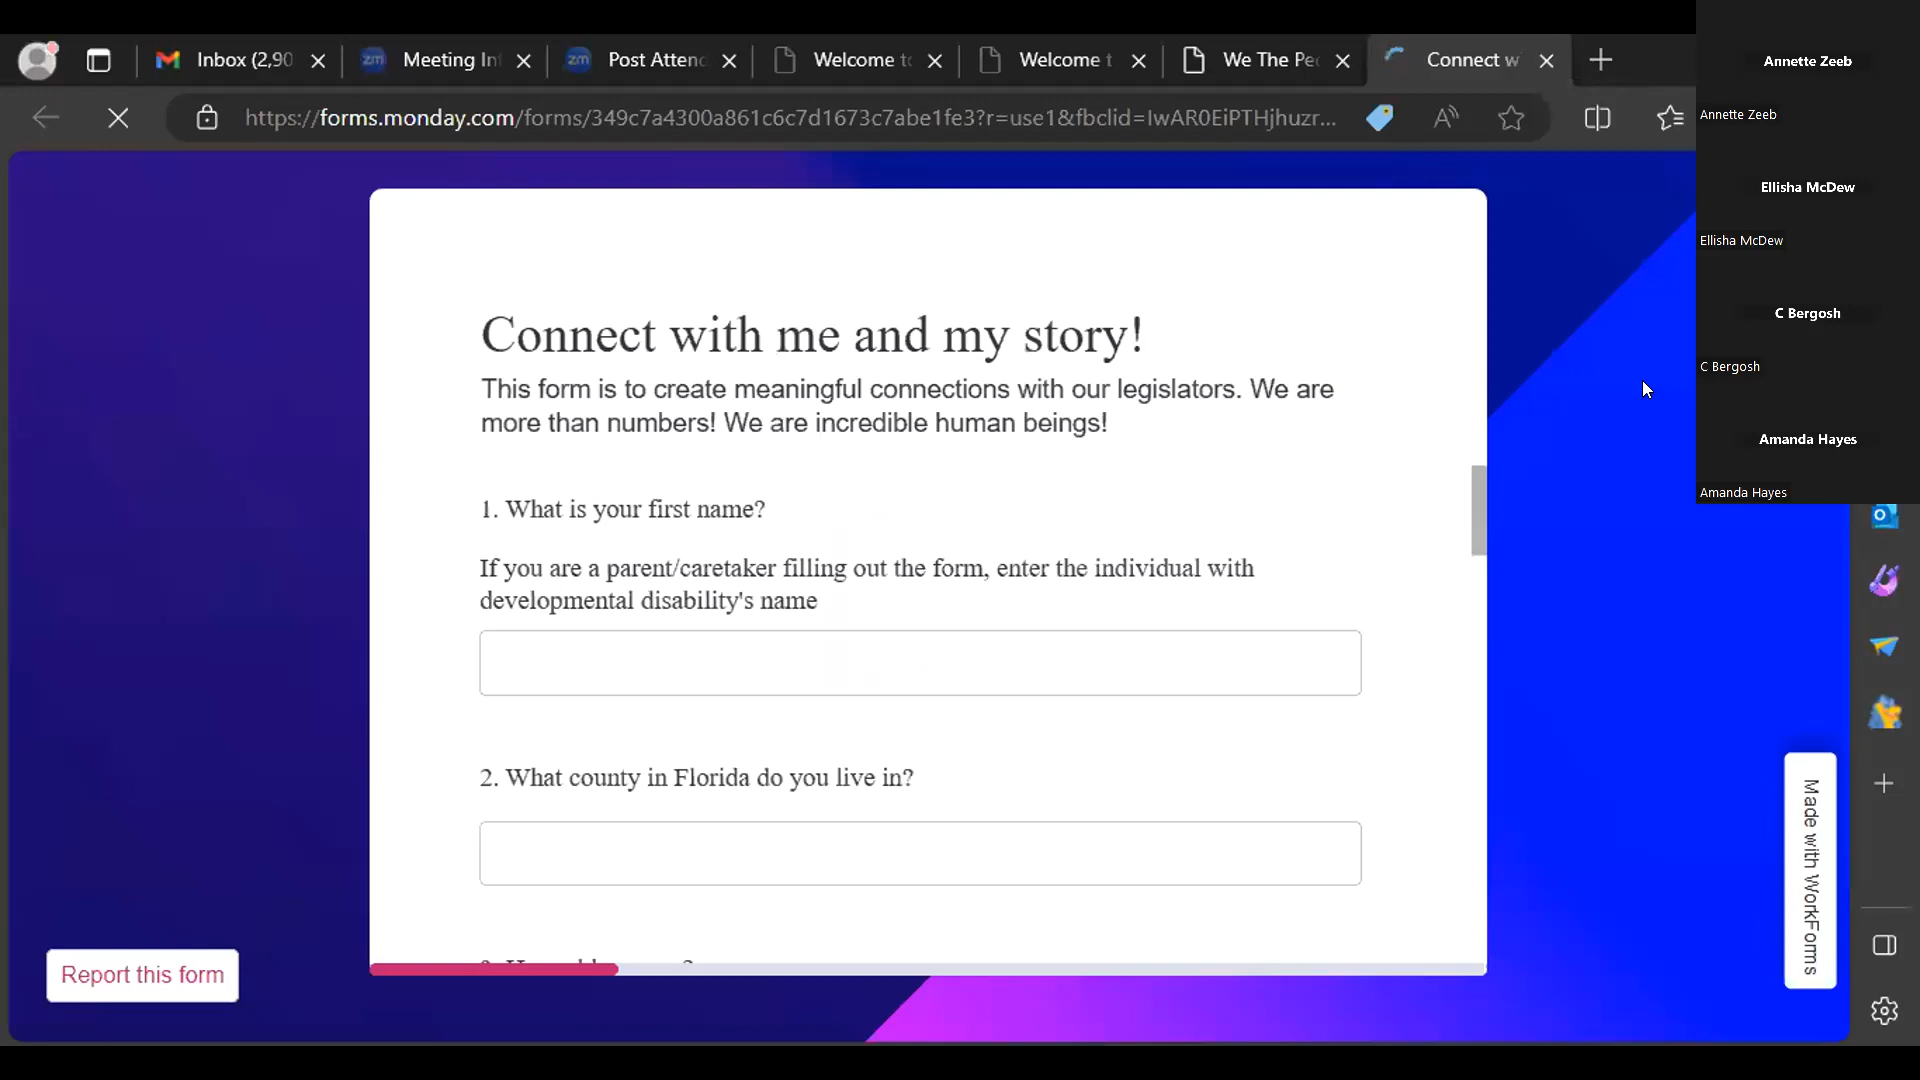 Inbox (2,90
Meeting In
Post Attend
Welcome to
Welcome t
We The Pe
Connect w
https://forms.monday.com/forms/349c7a4300a861c6c7d1673c7abe1fe3?r=use1&fbclid=IwAR0EiPTHjhuzr...
Annette Zeeb
Annette Zeeb
Ellisha McDew
Ellisha McDew
C Bergosh
C Bergosh
Amanda Hayes
Amanda Hayes
Connect with me and my story!
This form is to create meaningful connections with our legislators. We are
more than numbers! We are incredible human beings!
1. What is your first name?
If you are a parent/caretaker filling out the form, enter the individual with
developmental disability's name
2. What county in Florida do you live in?
Report this form
Made with WorkForms